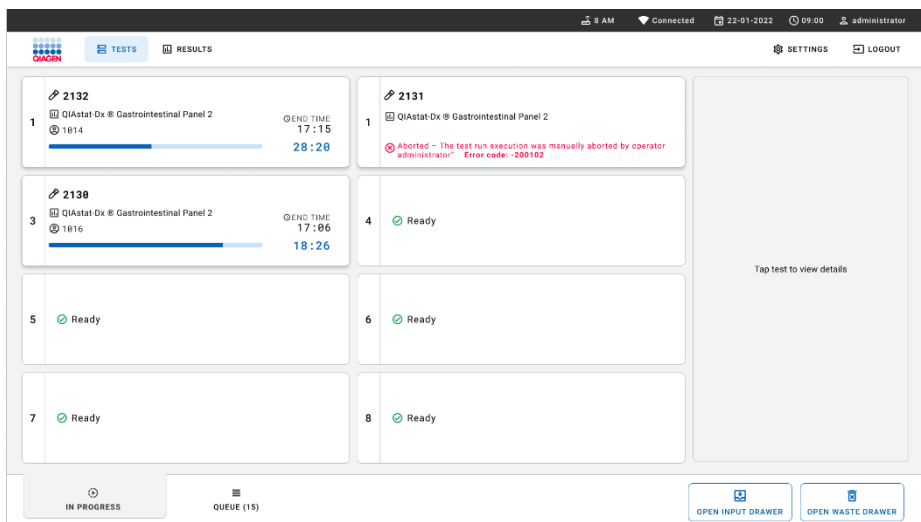 8 AM Connected 22-01-2022 09:00 administrator
QIAGEN TESTS RESULTS SETTINGS LOGOUT
1
2132
QIAstat-Dx ® Gastrointestinal Panel 2
1014
END TIME
17:15
28:20
1
2131
QIAstat-Dx ® Gastrointestinal Panel 2
Aborted – The test run execution was manually aborted by operator
administrator" Error code: -200102
3
2130
QIAstat-Dx ® Gastrointestinal Panel 2
1016
END TIME
17:06
18:26
4 Ready
Tap test to view details
5 Ready
6 Ready
7 Ready
8 Ready
IN PROGRESS
QUEUE (15)
OPEN INPUT DRAWER
OPEN WASTE DRAWER